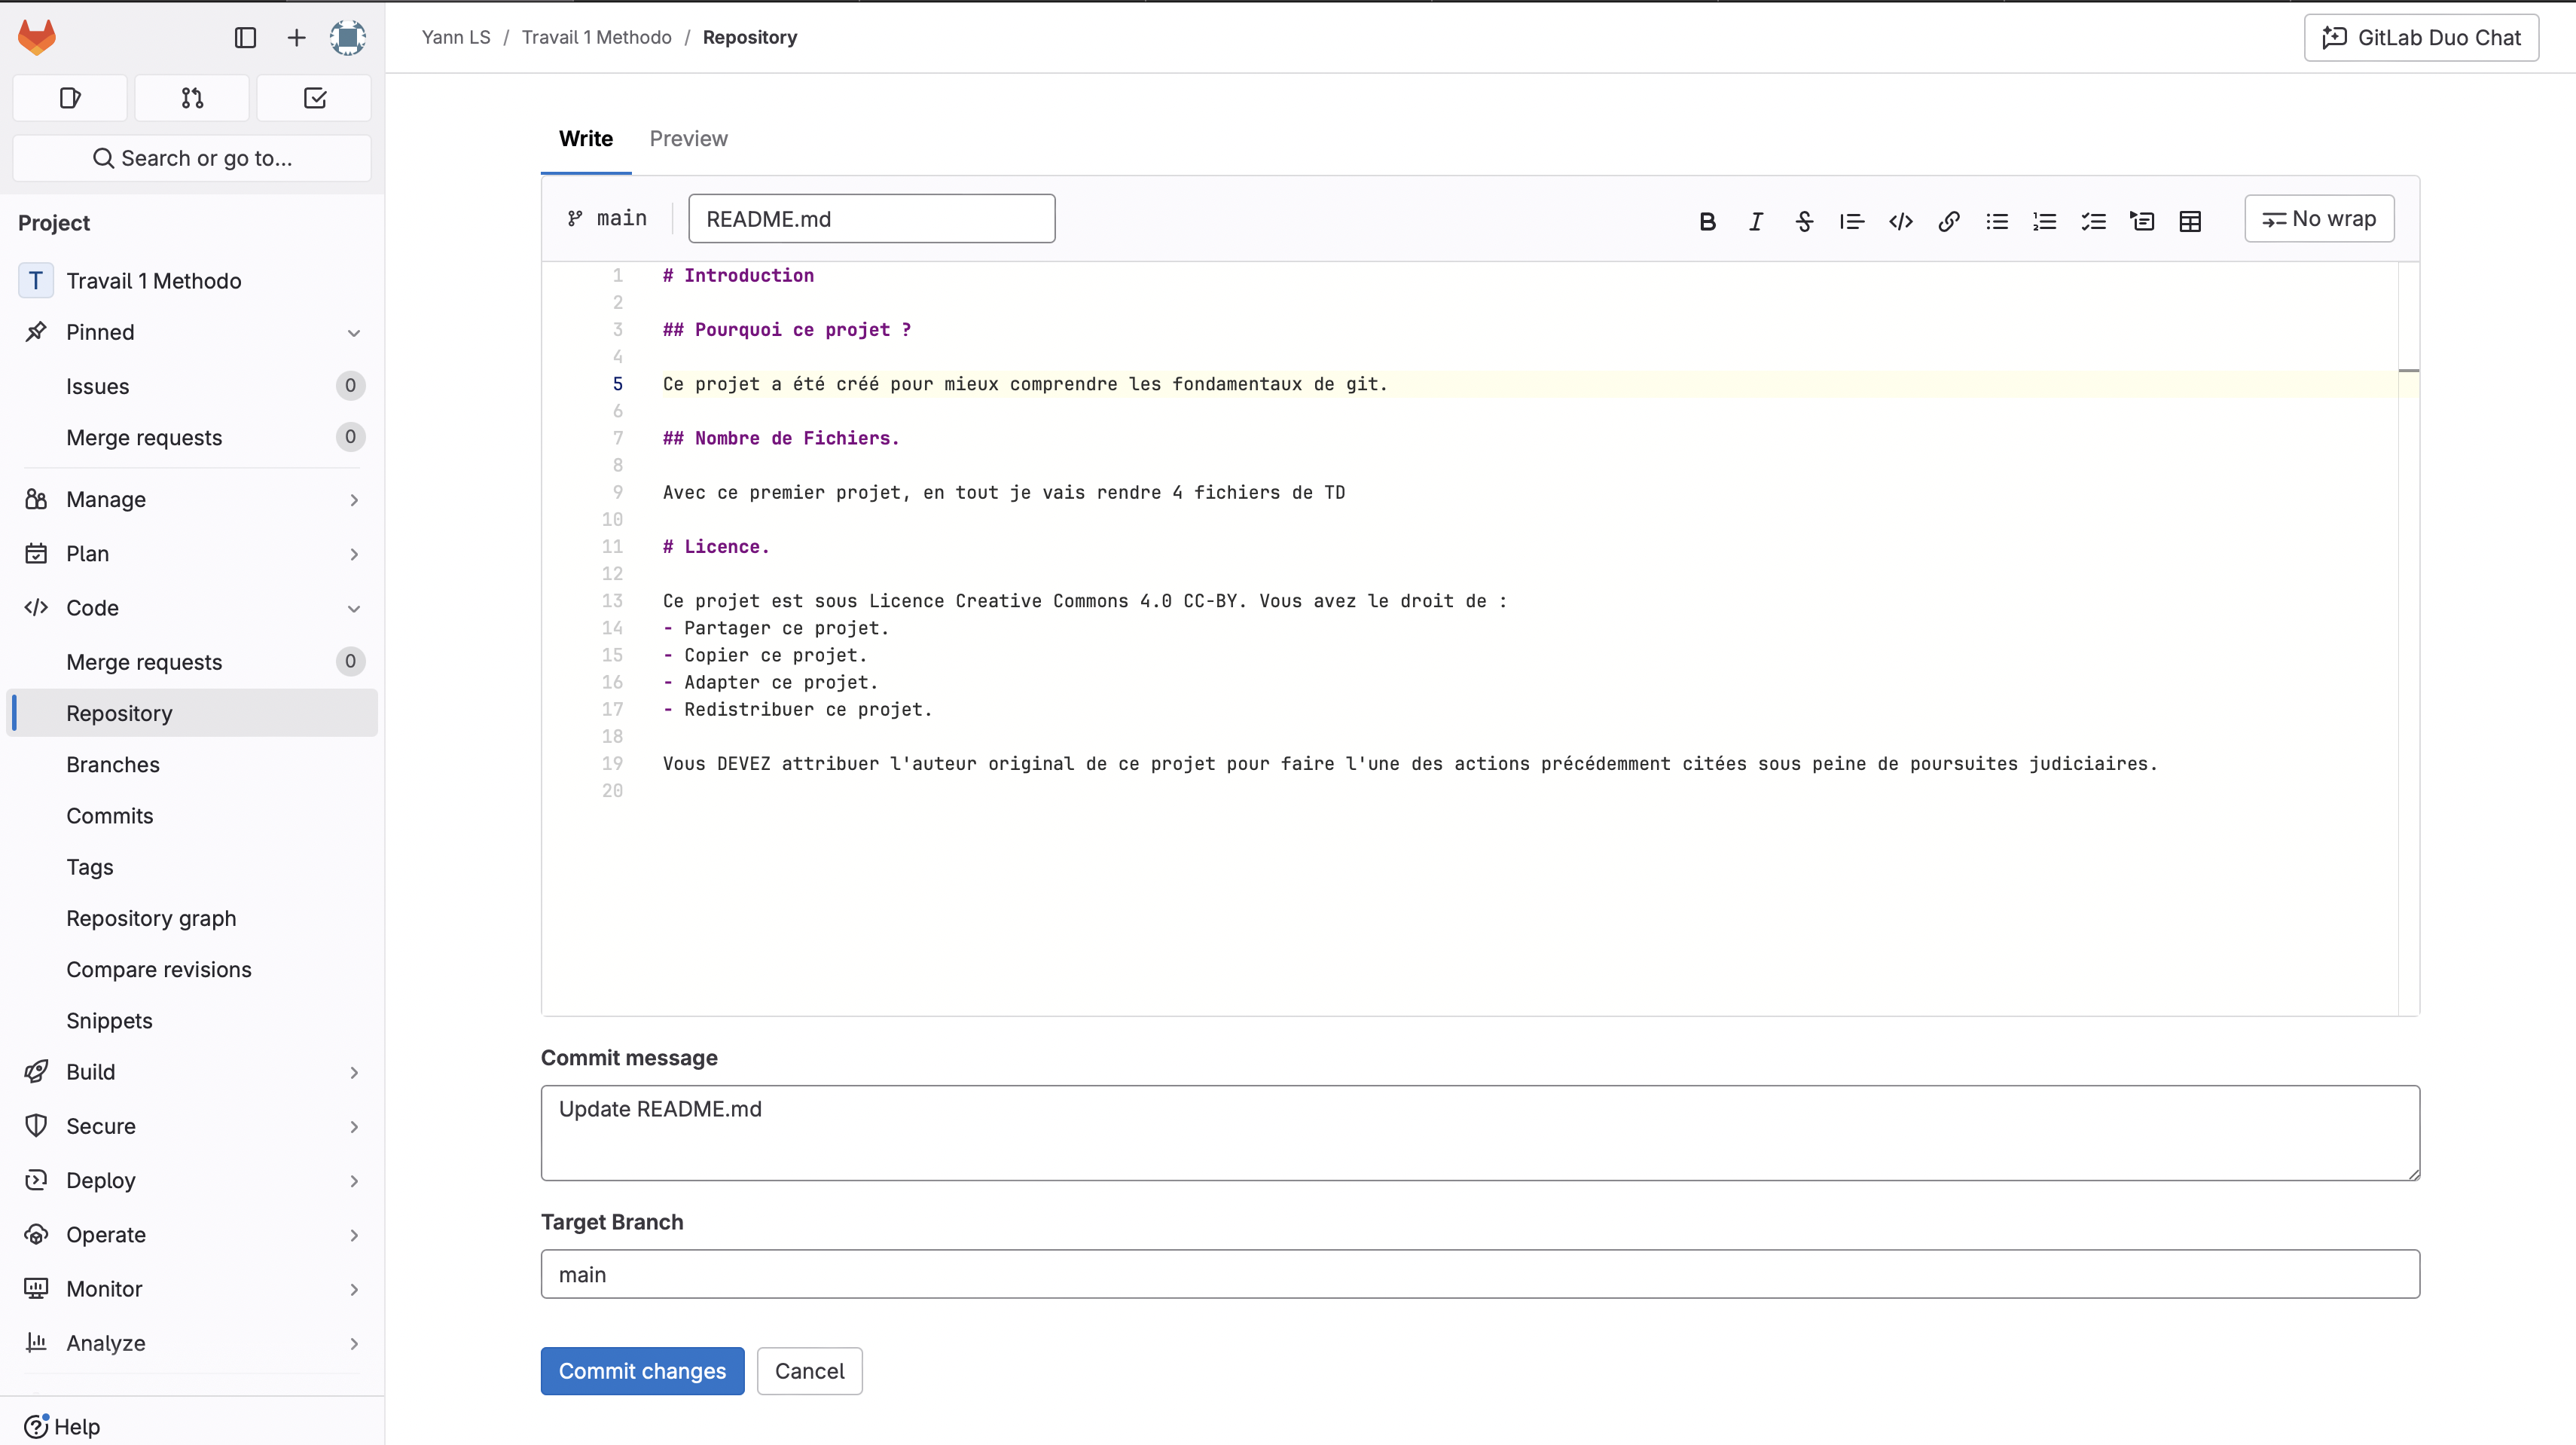 Yann LS / Travail 1 Methodo / Repository
GitLab Duo Chat
Search or go to...
Project
T Travail 1 Methodo
Pinned
Issues 0
Merge requests 0
Manage
Plan
Code
Merge requests 0
Repository
Branches
Commits
Tags
Repository graph
Compare revisions
Snippets
Build
Secure
Deploy
Operate
Monitor
Analyze
Help
Write Preview
main README.md No wrap
1 # Introduction
2
3 ## Pourquoi ce projet ?
4
5 Ce projet a été créé pour mieux comprendre les fondamentaux de git.
6
7 ## Nombre de Fichiers.
8
9 Avec ce premier projet, en tout je vais rendre 4 fichiers de TD
10
11 # Licence.
12
13 Ce projet est sous Licence Creative Commons 4.0 CC-BY. Vous avez le droit de :
14 - Partager ce projet.
15 - Copier ce projet.
16 - Adapter ce projet.
17 - Redistribuer ce projet.
18
19 Vous DEVEZ attribuer l'auteur original de ce projet pour faire l'une des actions précédemment citées sous peine de poursuites judiciaires.
20
Commit message
Update README.md
Target Branch
main
Commit changes Cancel